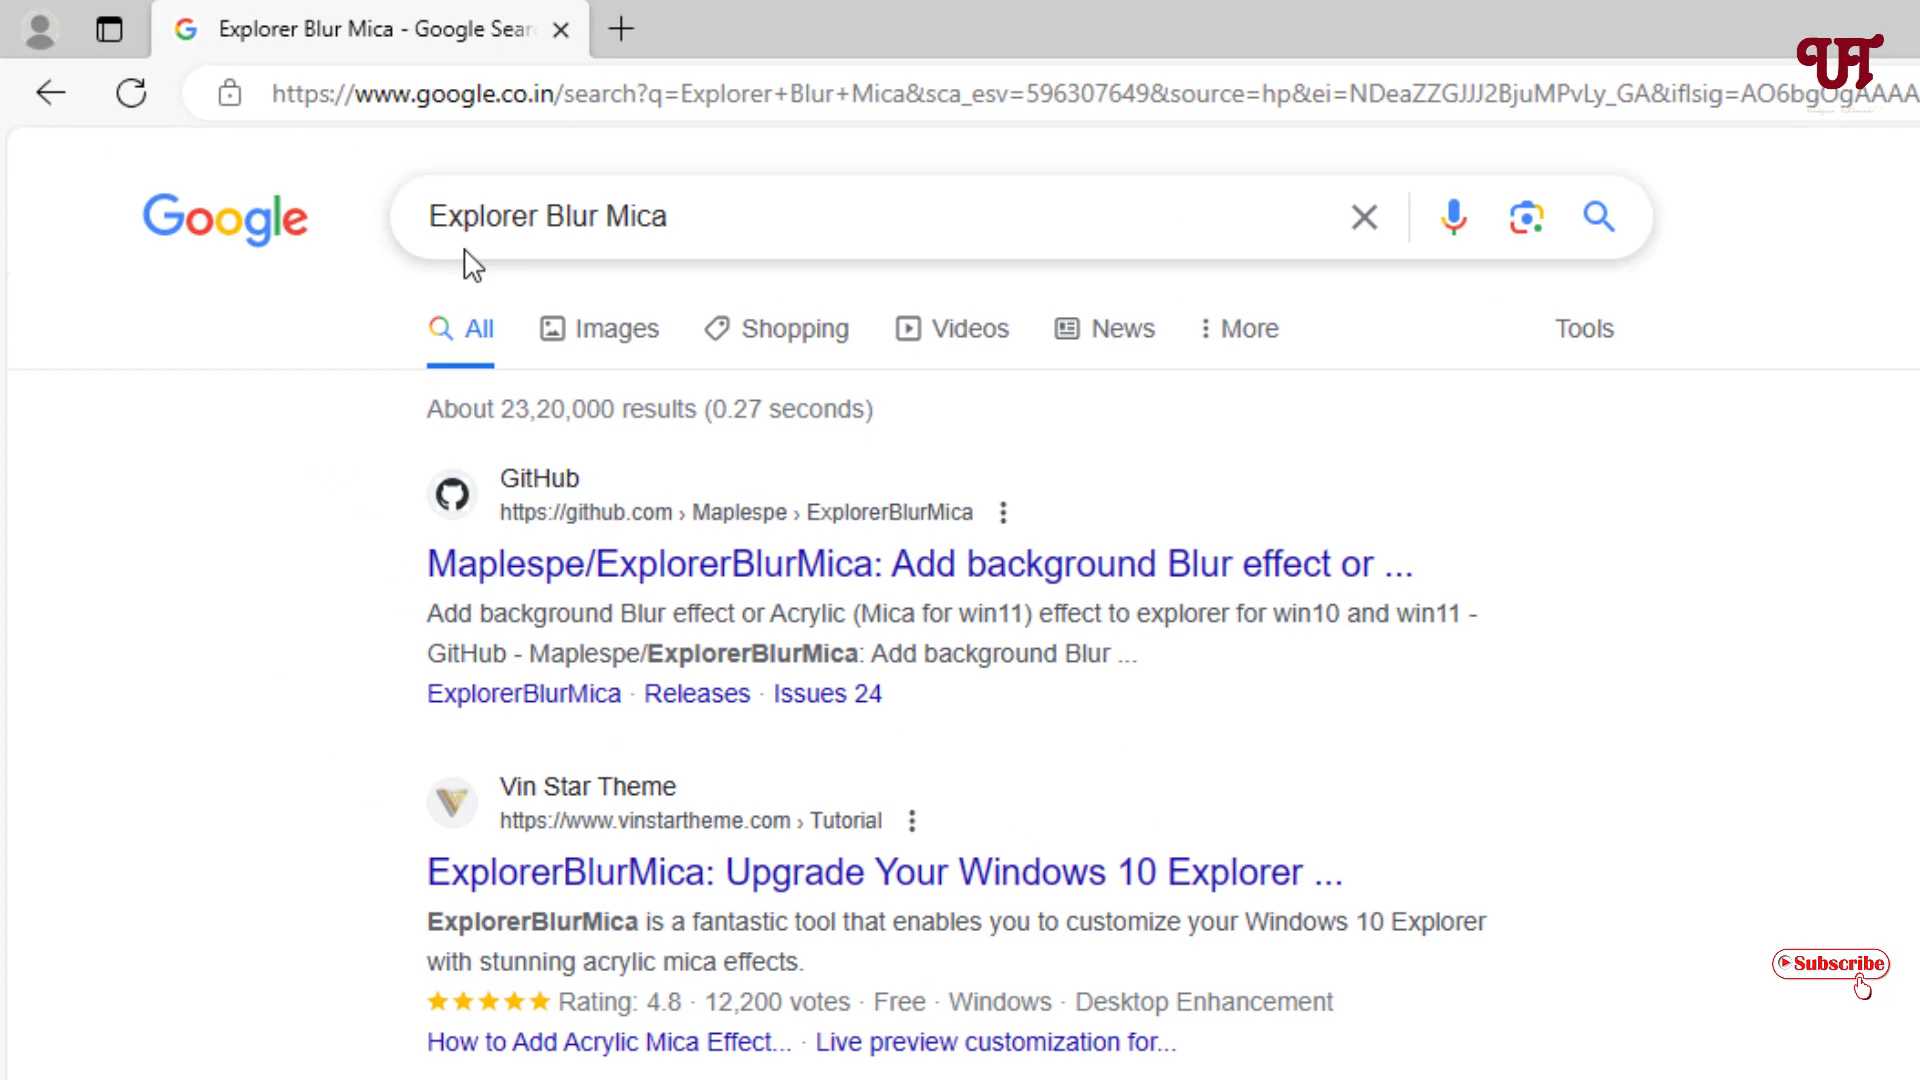 Explorer Blur Mica - Google Sear
UT
https://www.google.co.in/search?q=Explorer+Blur+Mica&sca_esv=596307649&source=hp&ei=NDeaZZGJJJ2BjuMPvLy_GA&iflsig=AO6bgOgAAAA
Google
Explorer Blur Mica
All
Images
Shopping
Videos
News
More
Tools
About 23,20,000 results (0.27 seconds)
GitHub
https://github.com › Maplespe › ExplorerBlurMica
Maplespe/ExplorerBlurMica: Add background Blur effect or ...
Add background Blur effect or Acrylic (Mica for win11) effect to explorer for win10 and win11 -
GitHub - Maplespe/ExplorerBlurMica: Add background Blur ...
ExplorerBlurMica · Releases · Issues 24
Vin Star Theme
https://www.vinstartheme.com › Tutorial
ExplorerBlurMica: Upgrade Your Windows 10 Explorer ...
ExplorerBlurMica is a fantastic tool that enables you to customize your Windows 10 Explorer
with stunning acrylic mica effects.
Rating: 4.8 · 12,200 votes · Free · Windows · Desktop Enhancement
How to Add Acrylic Mica Effect... · Live preview customization for...
Subscribe